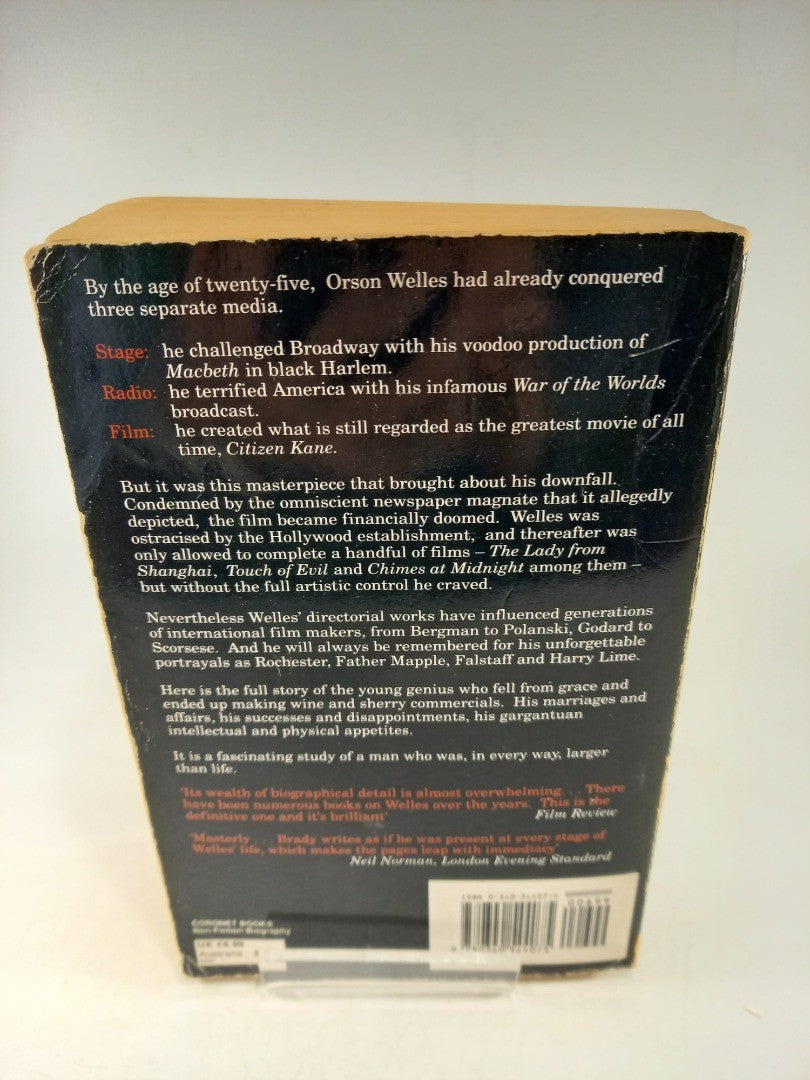 By the age of twenty-five, Orson Welles had already conquered
three separate media.
Stage: he challenged Broadway with his voodoo production of
Macbeth in black Harlem.
Radio: he terrified America with his infamous War of the Worlds
broadcast.
Film: he created what is still regarded as the greatest movie of all
time, Citizen Kane.
But it was this masterpiece that brought about his downfall.
Condemned by the omniscient newspaper magnate that it allegedly
depicted, the film became financially doomed. Welles was
ostracised by the Hollywood establishment, and thereafter was
only allowed to complete a handful of films – The Lady from
Shanghai, Touch of Evil and Chimes at Midnight among them –
but without the full artistic control he craved.
Nevertheless Welles' directorial works have influenced generations
of international film makers, from Bergman to Polanski, Godard to
Scorsese. And he will always be remembered for his unforgettable
portrayals as Rochester, Father Mapple, Falstaff and Harry Lime.
Here is the full story of the young genius who fell from grace and
ended up making wine and sherry commercials. His marriages and
affairs, his successes and disappointments, his gargantuan
intellectual and physical appetites.
It is a fascinating study of a man who was, in every way, larger
than life.
'Its wealth of biographical detail is almost overwhelming. . . There
have been numerous books on Welles over the years. This is the
definitive one and it's brilliant' Film Review
'Masterly . . . Brady writes as if he was present at every stage of
Welles' life, which makes the pages leap with immediacy'
Neil Norman, London Evening Standard
ISBN
00699
CORONET BOOKS
Non-Fiction Biography
UK
Australia